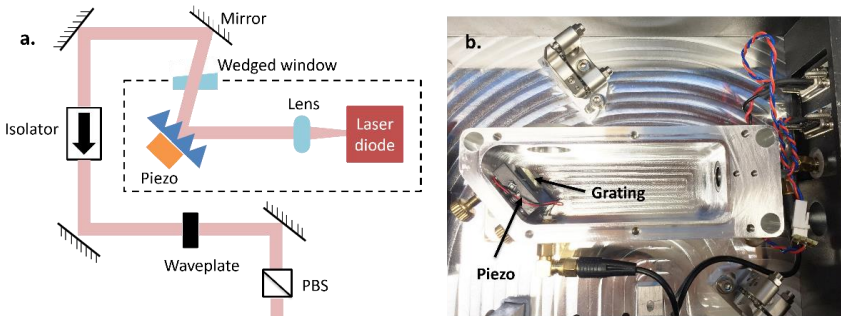 a.
Mirror
Wedged window
Lens
Laser
diode
Isolator
Piezo
Waveplate
PBS
b.
Grating
Piezo